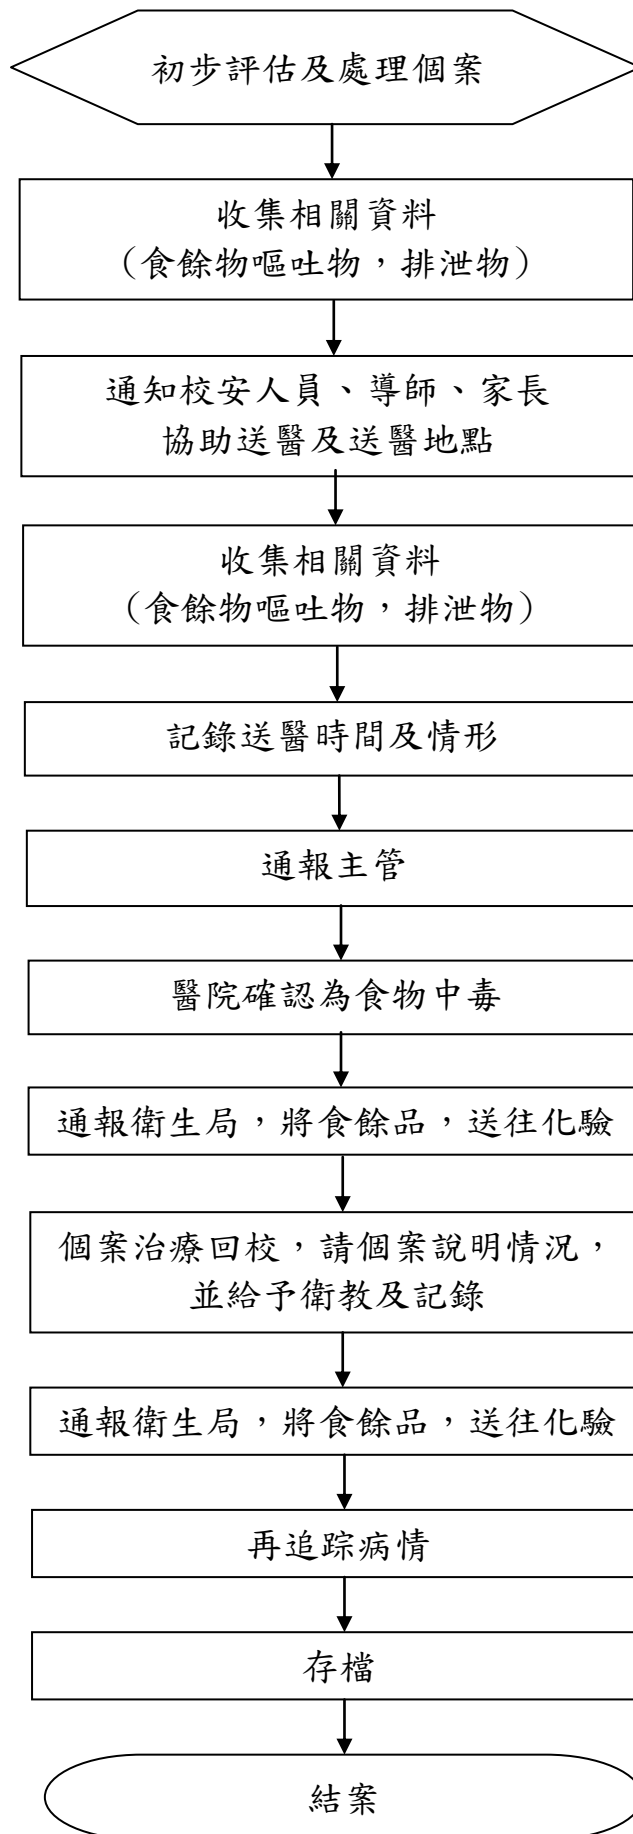 初步評估及處理個案
收集相關資料
（食餘物嘔吐物，排泄物）
通知校安人員、導師、家長
協助送醫及送醫地點
收集相關資料
（食餘物嘔吐物，排泄物）
記錄送醫時間及情形
通報主管
醫院確認為食物中毒
通報衛生局，將食餘品，送往化驗
個案治療回校，請個案說明情況，
並給予衛教及記錄
通報衛生局，將食餘品，送往化驗
再追踪病情
存檔
結案